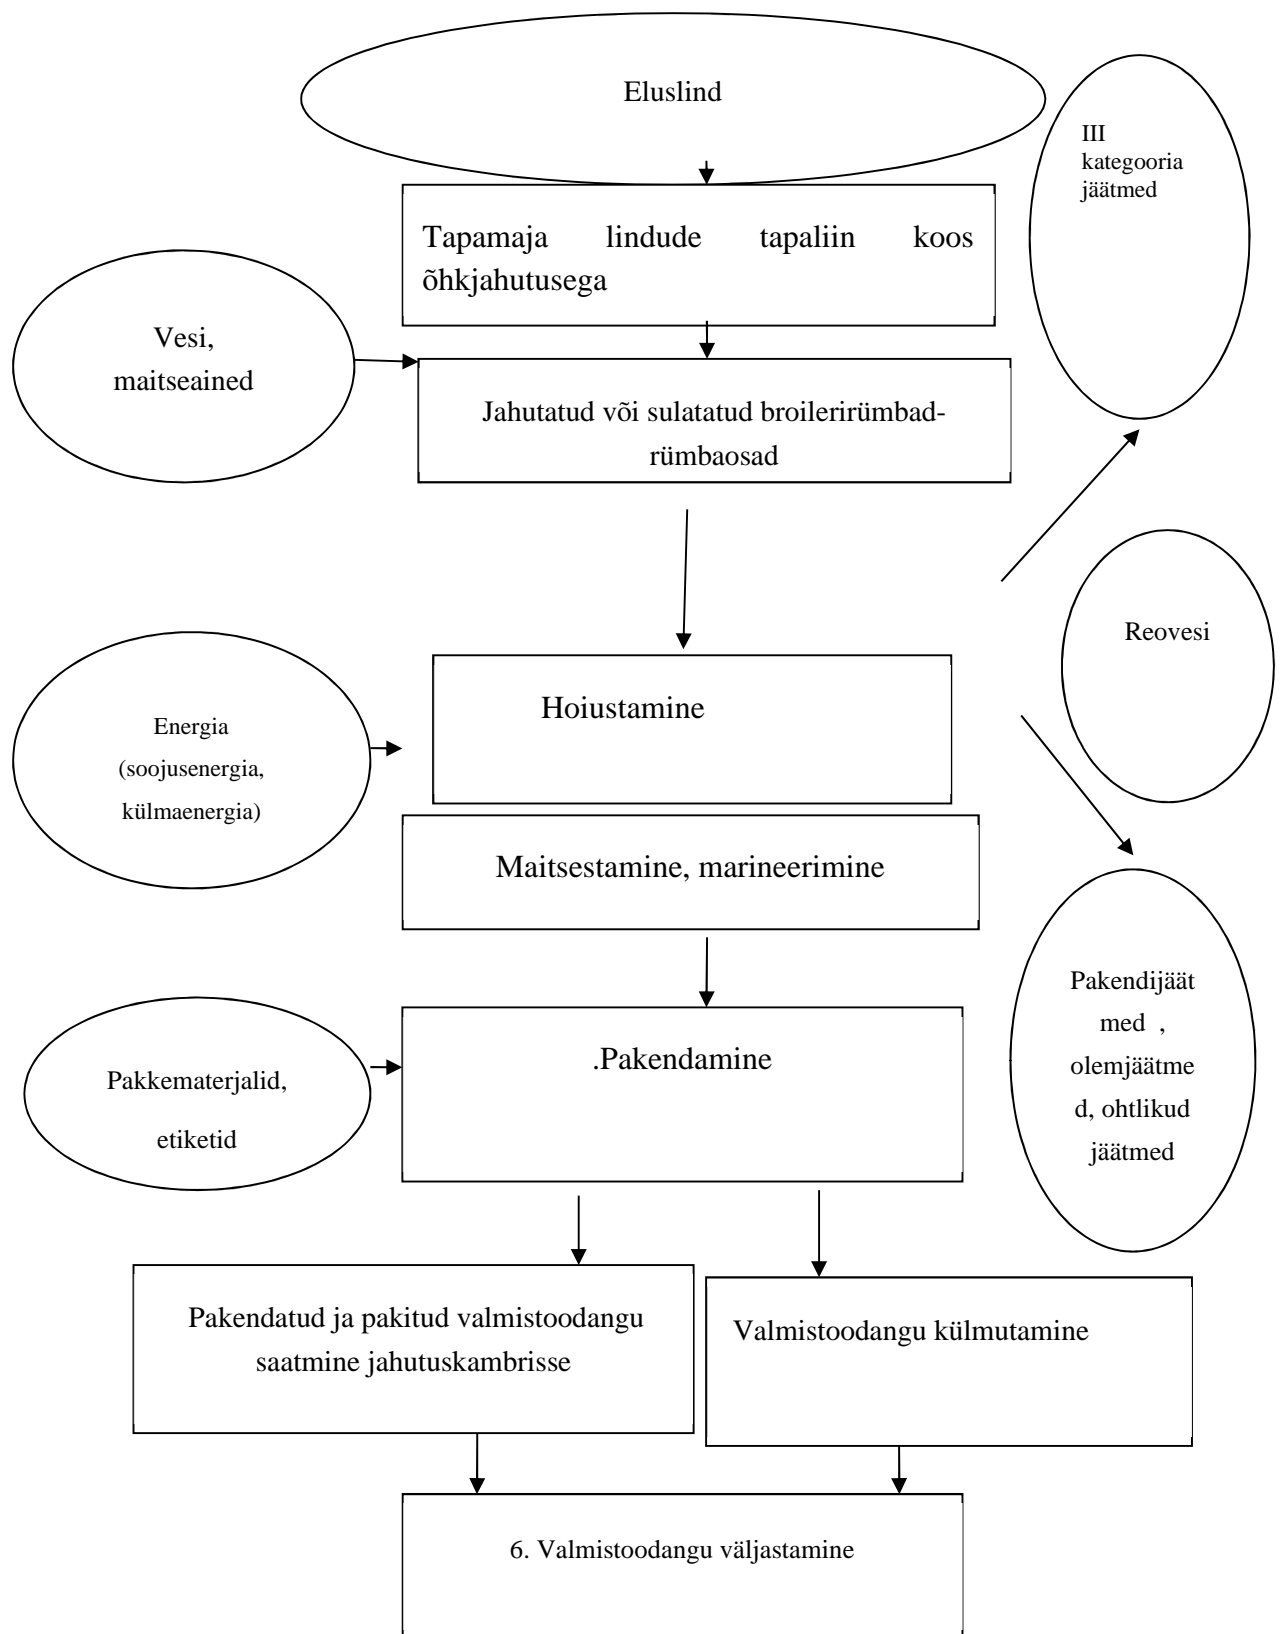 Eluslind
III
kategooria
jäätmed
Tapamaja lindude tapaliin koos
õhkjahutusega
Vesi,
maitseained
Jahutatud või sulatatud broilerirümbad-
rümbaosad
Reovesi
Hoiustamine
Energia
(soojusenergia,
külmaenergia)
Maitsestamine, marineerimine
Pakendijäät
med ,
olemjäätme
d, ohtlikud
jäätmed
.Pakendamine
Pakkematerjalid,
etiketid
Pakendatud ja pakitud valmistoodangu
saatmine jahutuskambrisse
Valmistoodangu külmutamine
6. Valmistoodangu väljastamine